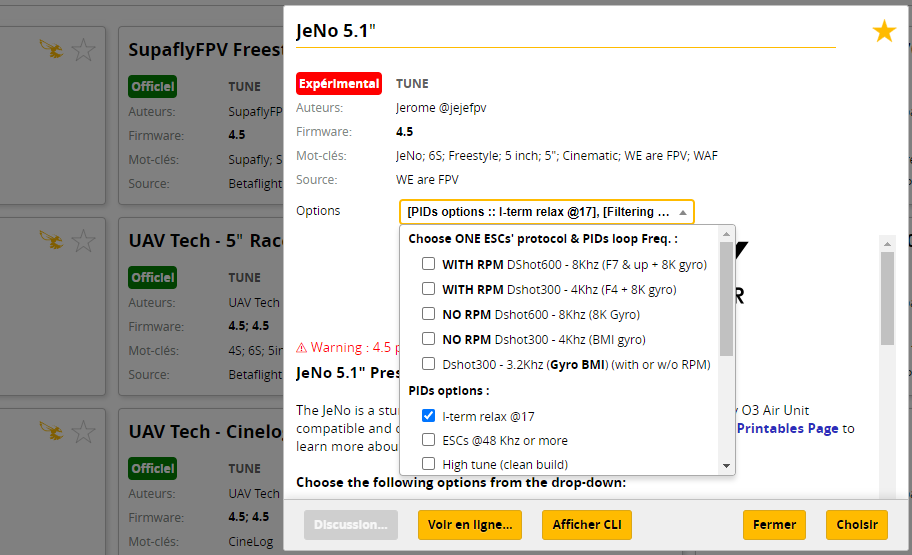 SupaflyFPV Freest
Officiel TUNE
Auteurs: SupaflyFP
Firmware: 4.5
Mot-clés: Supafly; S
Source: Betaflight
UAV Tech - 5" Race
Officiel TUNE
Auteurs: UAV Tech
Firmware: 4.5; 4.5
Mot-clés: 4S; 6S; 5in
Source: Betaflight
UAV Tech - Cinelog
Officiel TUNE
Auteurs: UAV Tech
Firmware: 4.5; 4.5
Mot-clés: CineLog
JeNo 5.1"
Expérimental TUNE
Auteurs: Jerome @jejefpv
Firmware: 4.5
Mot-clés: JeNo; 6S; Freestyle; 5 inch; 5"; Cinematic; WE are FPV; WAF
Source: WE are FPV
Options [PIDs options :: I-term relax @17], [Filtering ...
Choose ONE ESCs' protocol & PIDs loop Freq. :
WITH RPM DShot600 - 8Khz (F7 & up + 8K gyro)
WITH RPM Dshot300 - 4Khz (F4 + 8K gyro)
NO RPM Dshot600 - 8Khz (8K Gyro)
NO RPM Dshot300 - 4Khz (BMI gyro)
Dshot300 - 3.2Khz (Gyro BMI) (with or w/o RPM)
PIDs options :
I-term relax @17
ESCs @48 Khz or more
High tune (clean build)
R
⚠ Warning : 4.5 p
JeNo 5.1" Pres
The JeNo is a stu y O3 Air Unit
compatible and c Printables Page to
learn more abou
Choose the following options from the drop-down:
Discussion... Voir en ligne... Afficher CLI Fermer Choisir